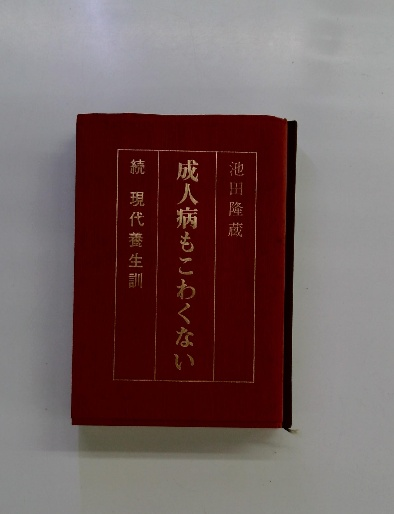 池田隆蔵
成人病もこわくない
続 現代養生訓